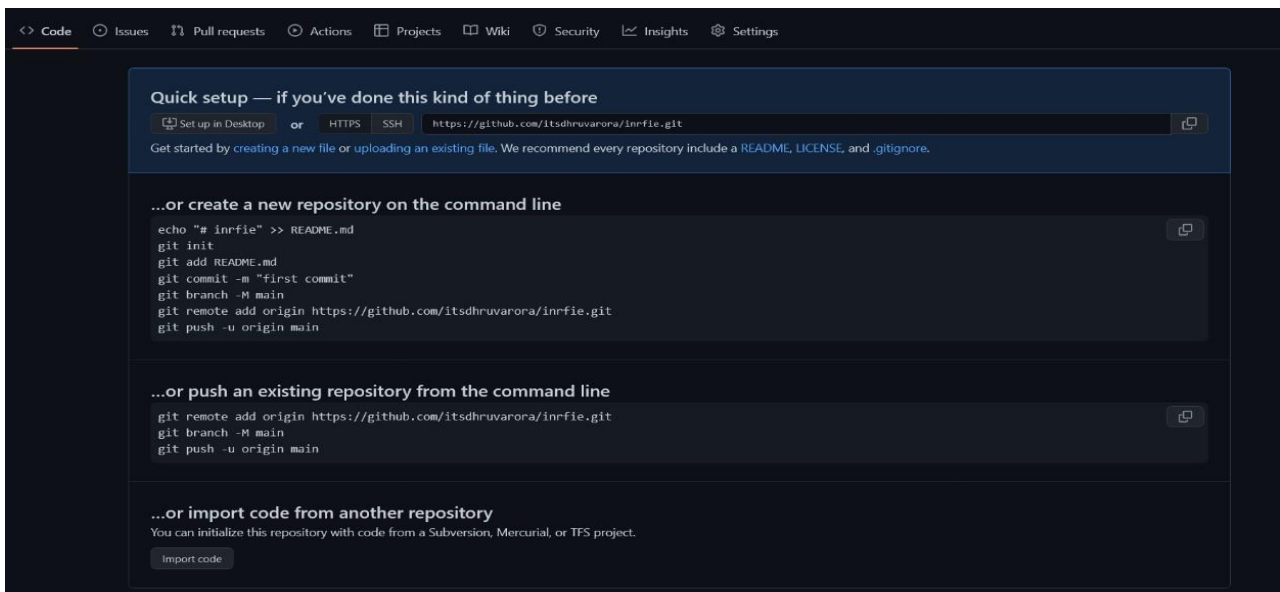 Code Issues Pull requests Actions Projects Wiki Security Insights Settings
Quick setup — if you've done this kind of thing before
Set up in Desktop or HTTPS SSH https://github.com/itsdhruvarora/inrfie.git
Get started by creating a new file or uploading an existing file. We recommend every repository include a README, LICENSE, and .gitignore.
...or create a new repository on the command line
echo "# inrfie" >> README.md
git init
git add README.md
git commit -m "first commit"
git branch -M main
git remote add origin https://github.com/itsdhruvarora/inrfie.git
git push -u origin main
...or push an existing repository from the command line
git remote add origin https://github.com/itsdhruvarora/inrfie.git
git branch -M main
git push -u origin main
...or import code from another repository
You can initialize this repository with code from a Subversion, Mercurial, or TFS project.
Import code